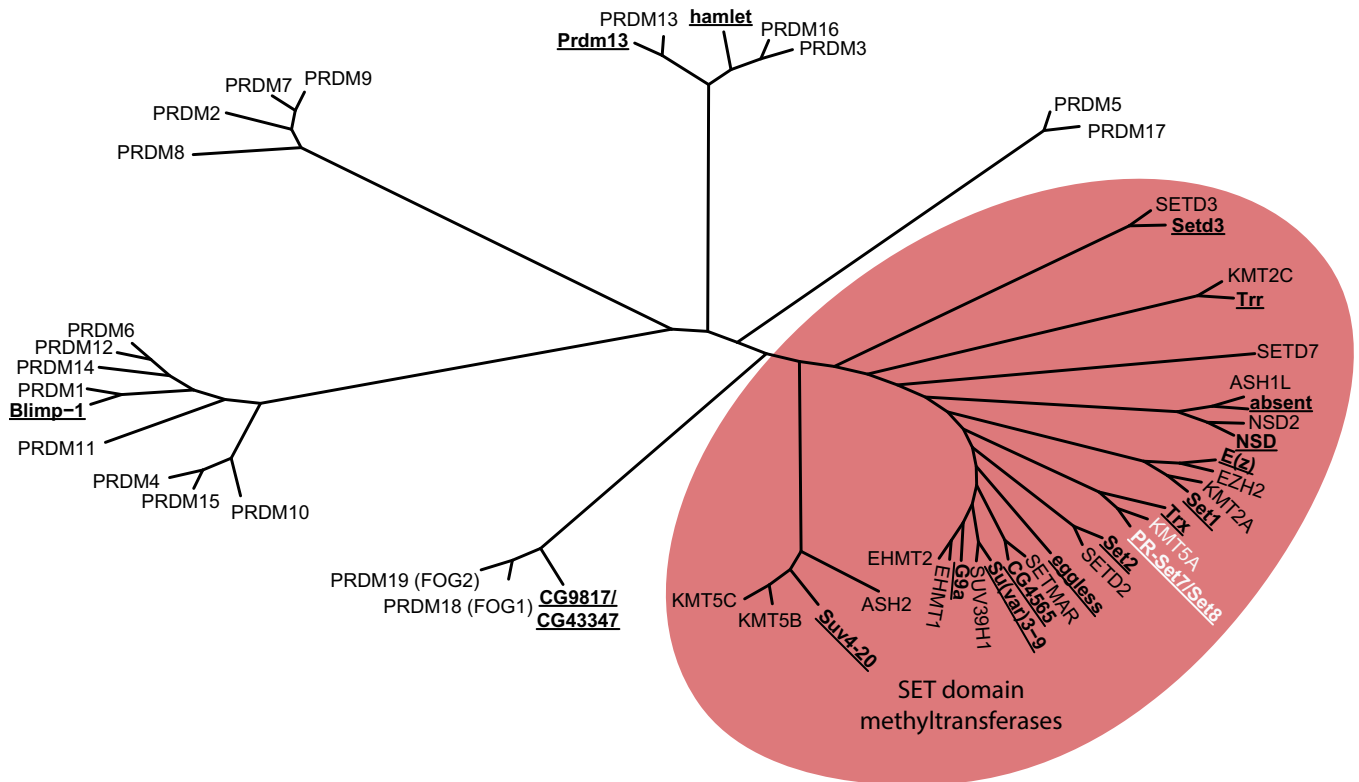 PRDM13
hamlet
Prdm13
PRDM16
PRDM3
PRDM7
PRDM9
PRDM2
PRDM8
PRDM5
PRDM17
SETD3
Setd3
KMT2C
Trr
SETD7
ASH1L
absent
NSD2
NSD
E(z)
EZH2
KMT2A
Set1
Trx
KMT5A
PR-Set7/Set8
Set2
SETD2
eggless
SETMAR
CG4565
Su(var)3−9
SUV39H1
G9a
EHMT1
EHMT2
ASH2
Suv4-20
KMT5B
KMT5C
PRDM6
PRDM12
PRDM14
PRDM1
Blimp−1
PRDM11
PRDM4
PRDM15
PRDM10
PRDM19 (FOG2)
PRDM18 (FOG1)
CG9817/
CG43347
SET domain
methyltransferases